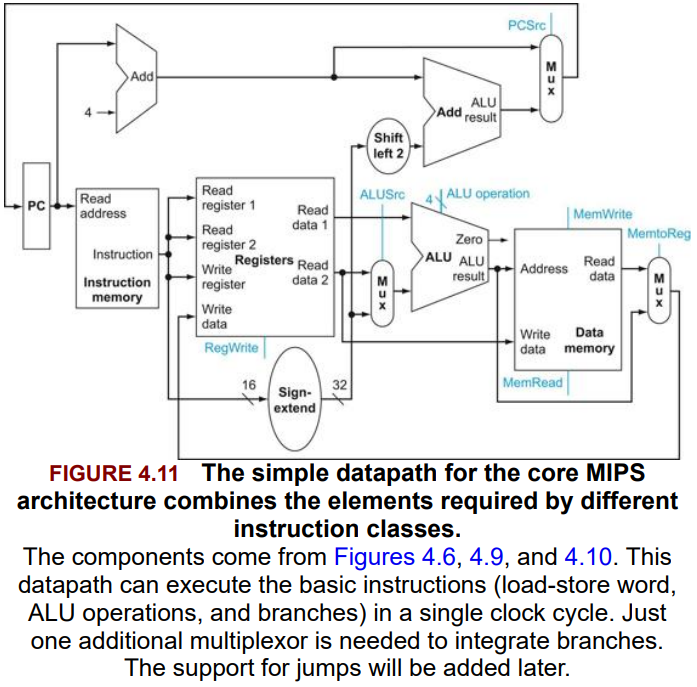 PCSrc
M
u
x
Add
4
Add
ALU
result
Shift
left 2
PC
Read
address
Instruction
Instruction
memory
Read
register 1
Read
register 2
Write
register
Write
data
Registers
Read
data 1
Read
data 2
RegWrite
16
Sign-
extend
32
ALUSrc
M
u
x
4
ALU operation
Zero
ALU
ALU
result
MemWrite
Address
Read
data
Write
data
Data
memory
MemRead
MemtoReg
M
u
x
FIGURE 4.11 The simple datapath for the core MIPS
architecture combines the elements required by different
instruction classes.
The components come from Figures 4.6, 4.9, and 4.10. This
datapath can execute the basic instructions (load-store word,
ALU operations, and branches) in a single clock cycle. Just
one additional multiplexor is needed to integrate branches.
The support for jumps will be added later.